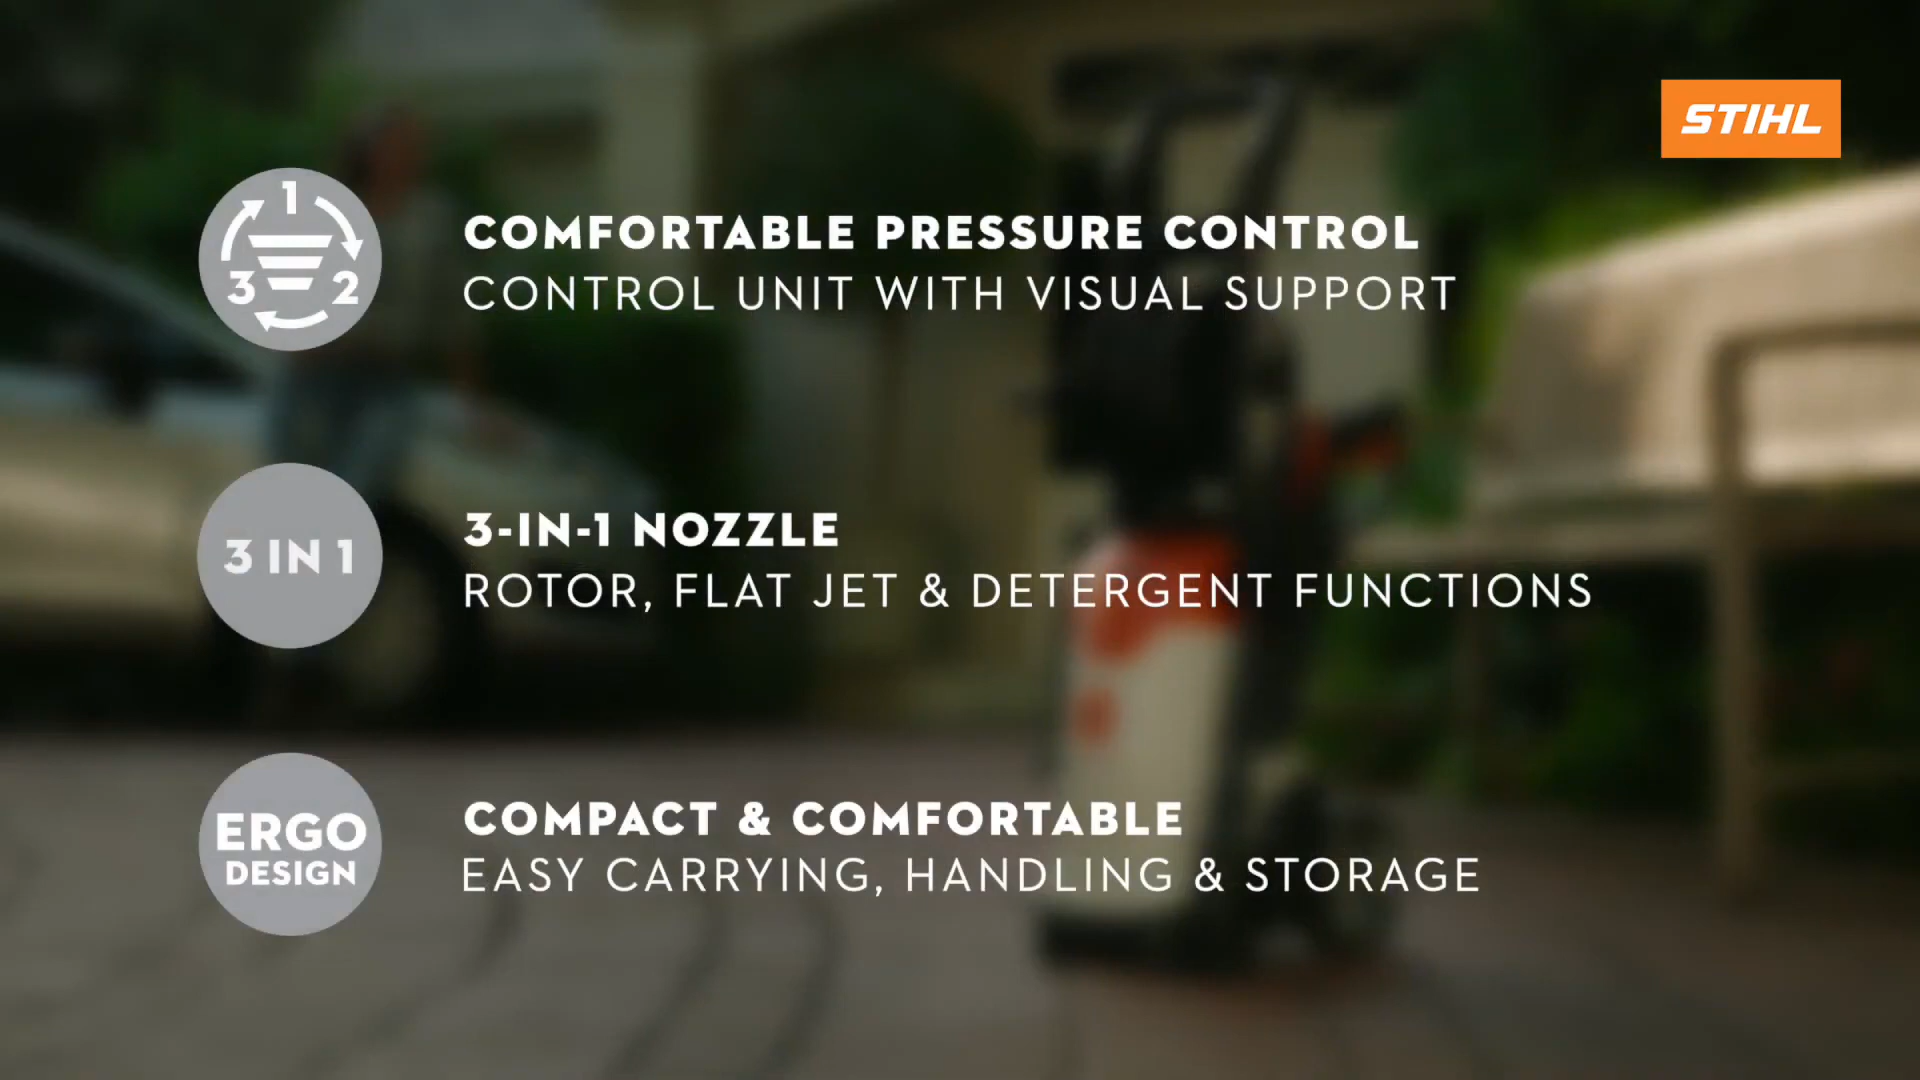 STIHL
1
3 2
COMFORTABLE PRESSURE CONTROL
CONTROL UNIT WITH VISUAL SUPPORT
3 IN 1
3-IN-1 NOZZLE
ROTOR, FLAT JET & DETERGENT FUNCTIONS
ERGO
DESIGN
COMPACT & COMFORTABLE
EASY CARRYING, HANDLING & STORAGE